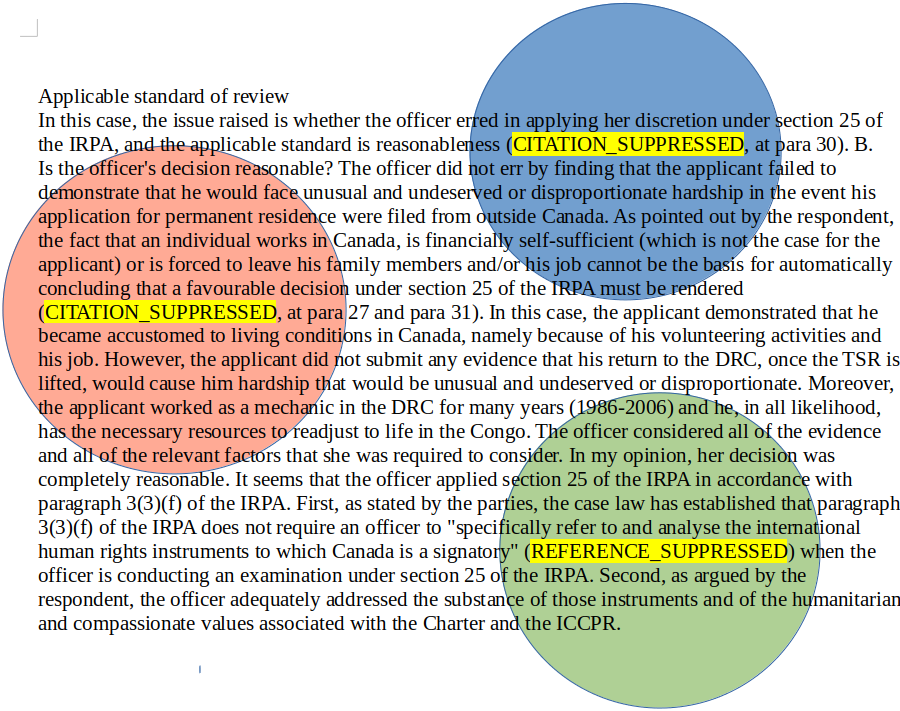 Applicable standard of review
In this case, the issue raised is whether the officer erred in applying her discretion under section 25 of
the IRPA, and the applicable standard is reasonableness (CITATION_SUPPRESSED, at para 30). B.
Is the officer's decision reasonable? The officer did not err by finding that the applicant failed to
demonstrate that he would face unusual and undeserved or disproportionate hardship in the event his
application for permanent residence were filed from outside Canada. As pointed out by the respondent,
the fact that an individual works in Canada, is financially self-sufficient (which is not the case for the
applicant) or is forced to leave his family members and/or his job cannot be the basis for automatically
concluding that a favourable decision under section 25 of the IRPA must be rendered
(CITATION_SUPPRESSED, at para 27 and para 31). In this case, the applicant demonstrated that he
became accustomed to living conditions in Canada, namely because of his volunteering activities and
his job. However, the applicant did not submit any evidence that his return to the DRC, once the TSR is
lifted, would cause him hardship that would be unusual and undeserved or disproportionate. Moreover,
the applicant worked as a mechanic in the DRC for many years (1986-2006) and he, in all likelihood,
has the necessary resources to readjust to life in the Congo. The officer considered all of the evidence
and all of the relevant factors that she was required to consider. In my opinion, her decision was
completely reasonable. It seems that the officer applied section 25 of the IRPA in accordance with
paragraph 3(3)(f) of the IRPA. First, as stated by the parties, the case law has established that paragraph
3(3)(f) of the IRPA does not require an officer to "specifically refer to and analyse the international
human rights instruments to which Canada is a signatory" (REFERENCE_SUPPRESSED) when the
officer is conducting an examination under section 25 of the IRPA. Second, as argued by the
respondent, the officer adequately addressed the substance of those instruments and of the humanitarian
and compassionate values associated with the Charter and the ICCPR.